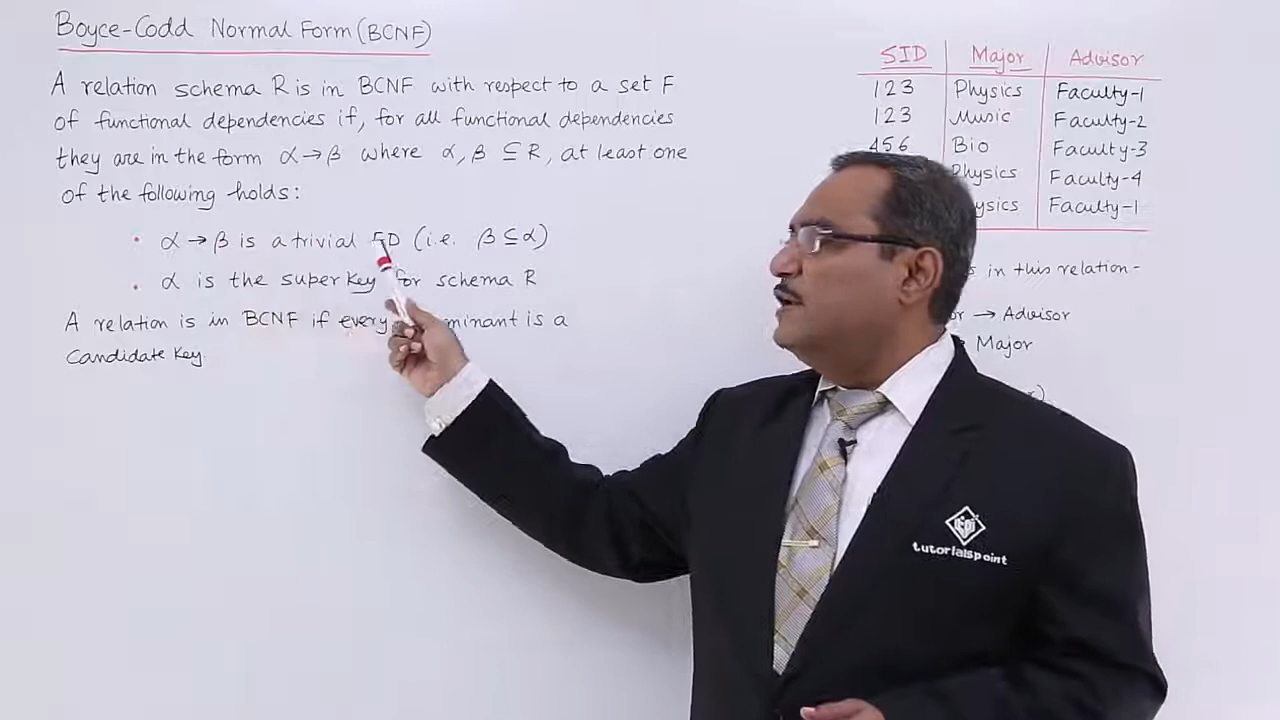 Boyce-Codd Normal Form (BCNF)
A relation schema R is in BCNF with respect to a set F
of functional dependencies if, for all functional dependencies
they are in the form α→β where α, β ⊆ R, at least one
of the following holds:
• α→β is a trivial FD (i.e. β⊆α)
• α is the super key for schema R
A relation is in BCNF if every is a
Candidate Key.
SID Major Advisor
123 Physics Faculty-1
123 Music Faculty-2
456 Bio Faculty-3
Physics Faculty-4
Faculty-1
in this relation-
→ Advisor
Major
tutorialspoint